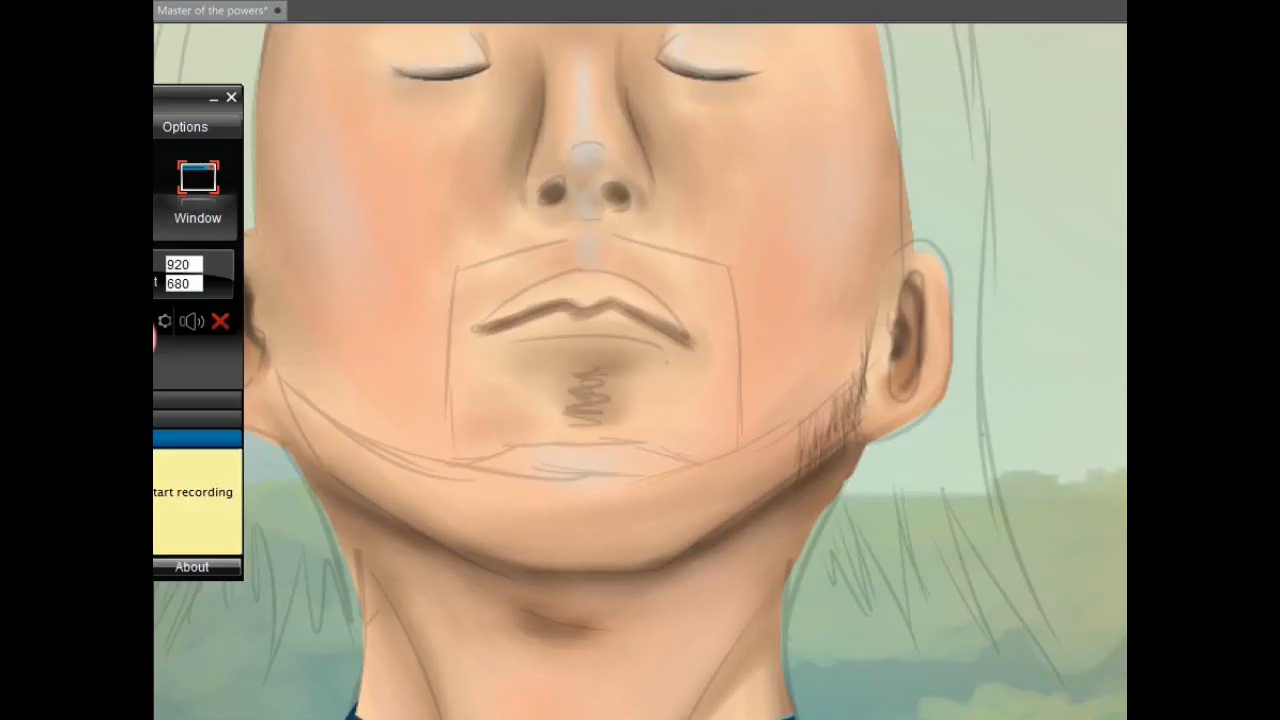 Master of the powers*
Options
Window
920
t 680
tart recording
About